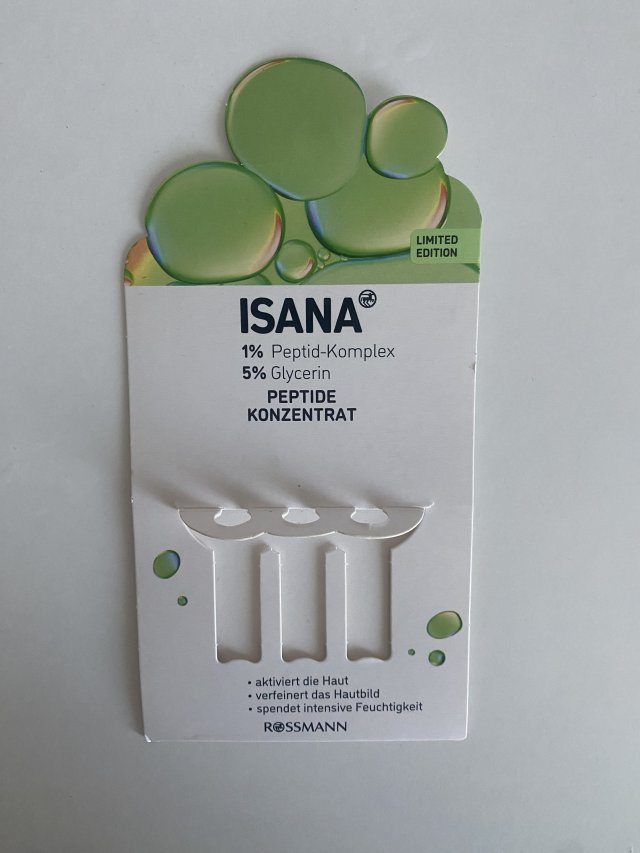 LIMITED
EDITION
ISANA
1% Peptid-Komplex
5% Glycerin
PEPTIDE
KONZENTRAT
• aktiviert die Haut
• verfeinert das Hautbild
• spendet intensive Feuchtigkeit
ROSSMANN